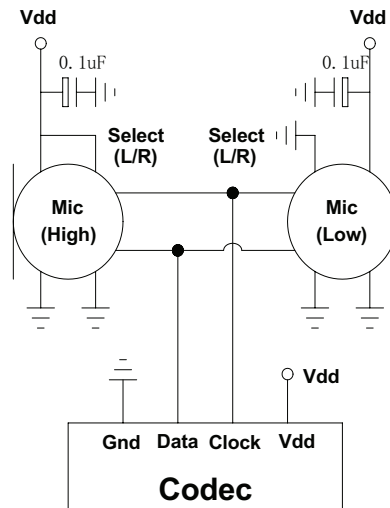 Vdd Vdd
0.1uF 0.1uF
Select Select
(L/R) (L/R)
Mic Mic
(High) (Low)
Vdd
Gnd Data Clock Vdd
Codec